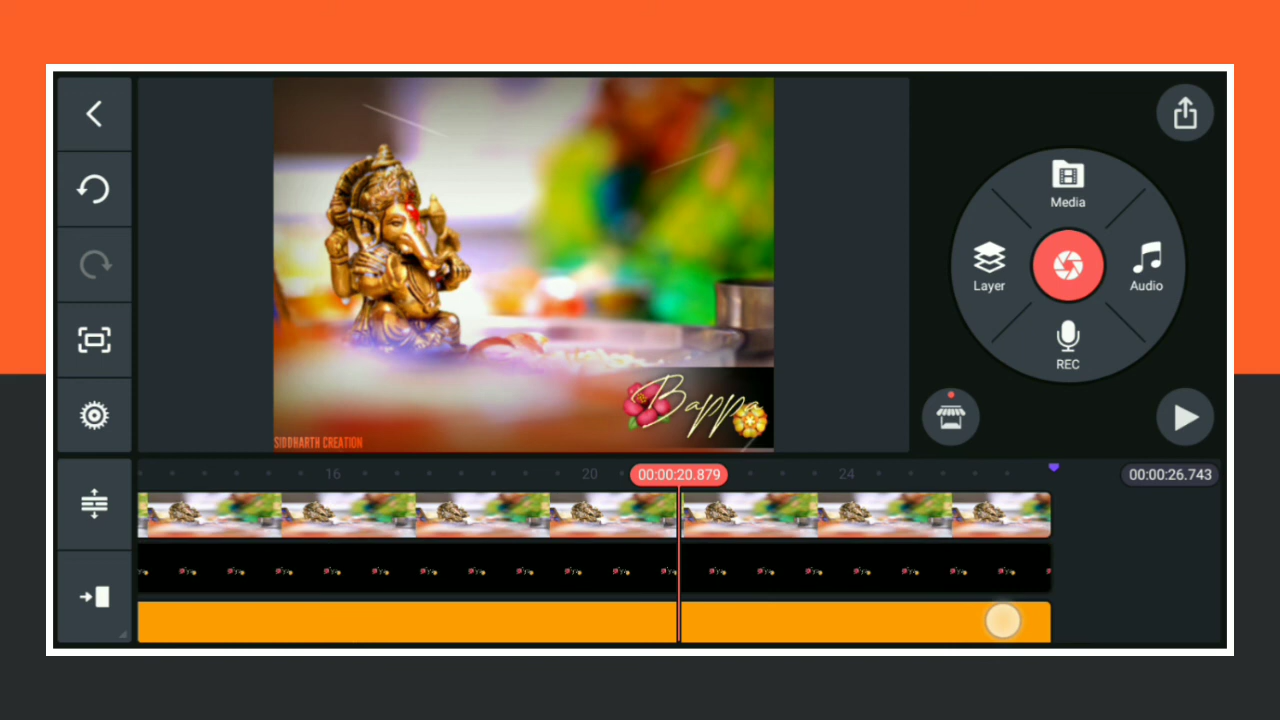 Media
Layer
Audio
REC
Bappa
SIDDHARTH CREATION
16
20
00:00:20.879
24
00:00:26.743